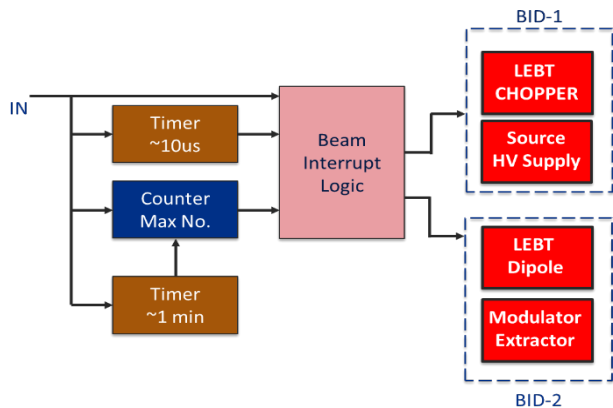 BID-1
LEBT
CHOPPER
Source
HV Supply
IN
Timer
~10us
Beam
Interrupt
Logic
Counter
Max No.
Timer
~1 min
LEBT
Dipole
Modulator
Extractor
BID-2